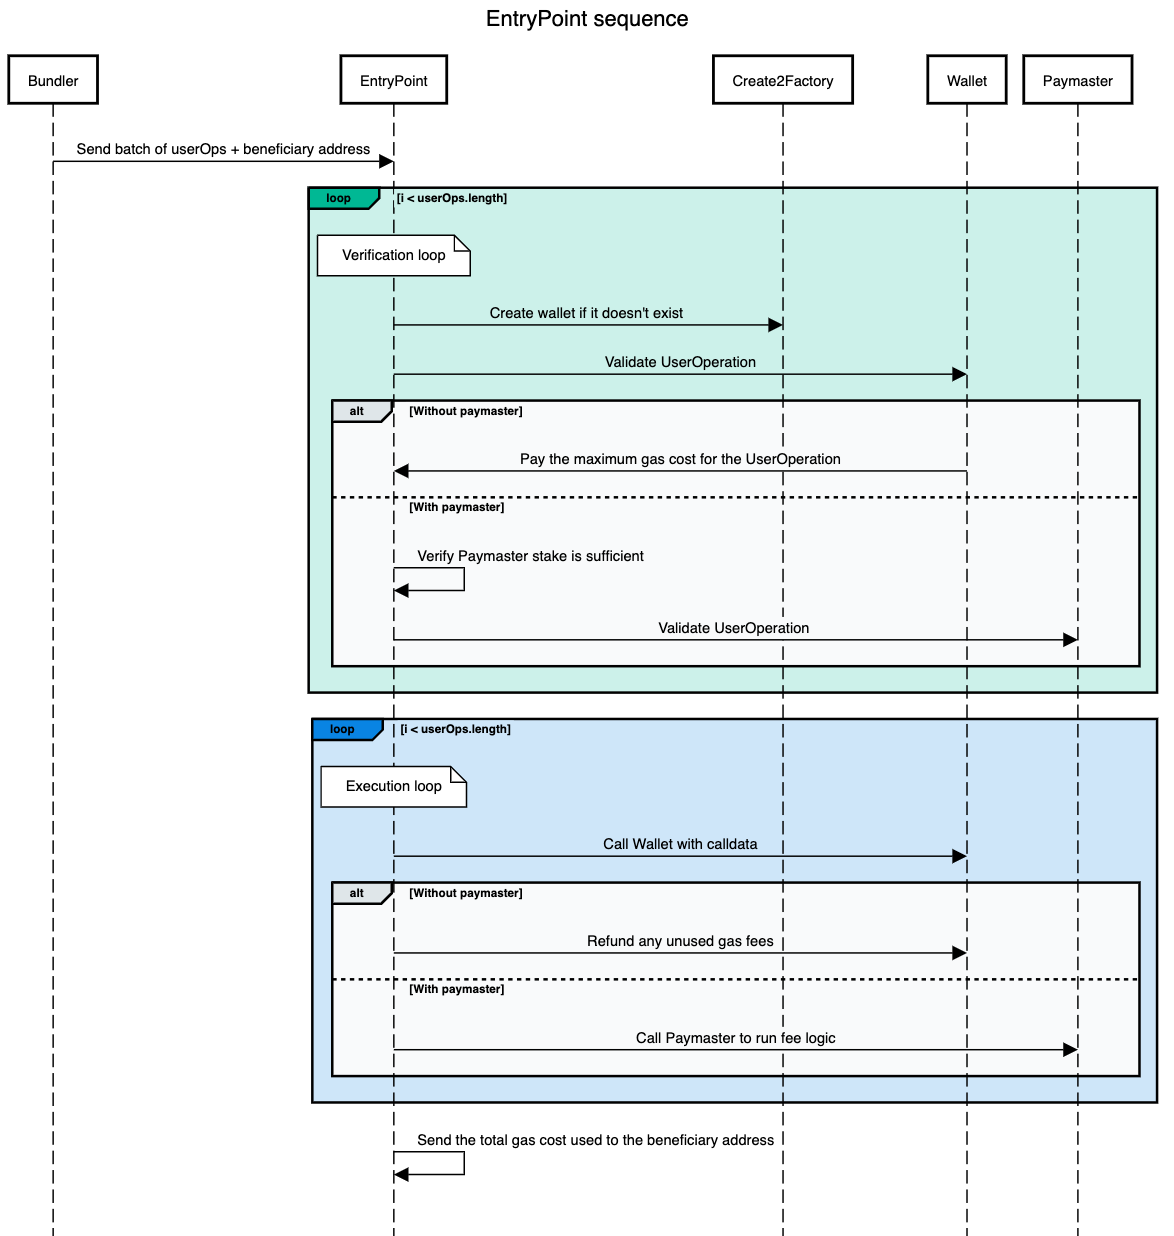 EntryPoint sequence
Bundler
EntryPoint
Create2Factory
Wallet
Paymaster
Send batch of userOps + beneficiary address
loop
[i < userOps.length]
Verification loop
Create wallet if it doesn't exist
Validate UserOperation
alt
[Without paymaster]
Pay the maximum gas cost for the UserOperation
[With paymaster]
Verify Paymaster stake is sufficient
Validate UserOperation
loop
[i < userOps.length]
Execution loop
Call Wallet with calldata
alt
[Without paymaster]
Refund any unused gas fees
[With paymaster]
Call Paymaster to run fee logic
Send the total gas cost used to the beneficiary address